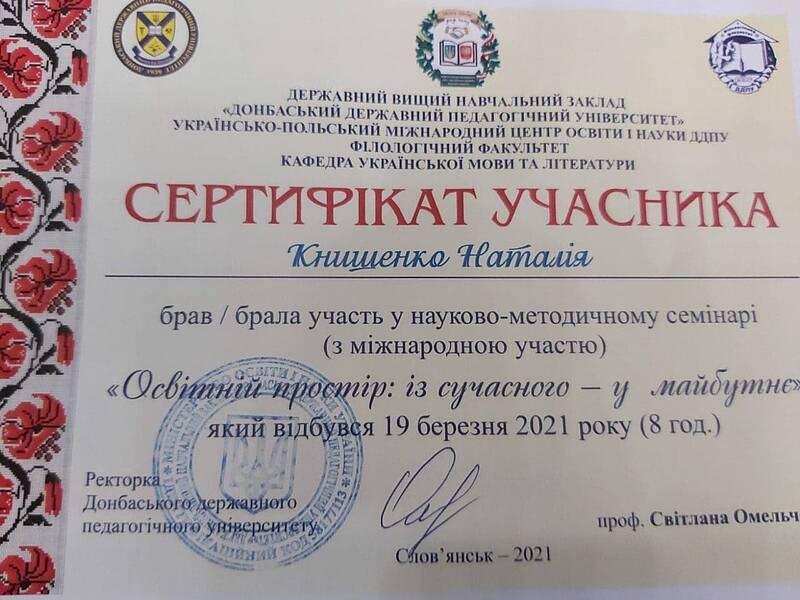 ДЕРЖАВНИЙ ВИЩИЙ НАВЧАЛЬНИЙ ЗАКЛАД
«ДОНБАСЬКИЙ ДЕРЖАВНИЙ ПЕДАГОГІЧНИЙ УНІВЕРСИТЕТ»
УКРАЇНСЬКО-ПОЛЬСЬКИЙ МІЖНАРОДНИЙ ЦЕНТР ОСВІТИ І НАУКИ ДДПУ
ФІЛОЛОГІЧНИЙ ФАКУЛЬТЕТ
КАФЕДРА УКРАЇНСЬКОЇ МОВИ ТА ЛІТЕРАТУРИ
СЕРТИФІКАТ УЧАСНИКА
Книщенко Наталія
брав / брала участь у науково-методичному семінарі
(з міжнародною участю)
«Освітній простір: із сучасного – у майбутнє»
який відбувся 19 березня 2021 року (8 год.)
Ректорка
Донбаського державного
педагогічного університету
проф. Світлана Омельч
Слов’янськ – 2021